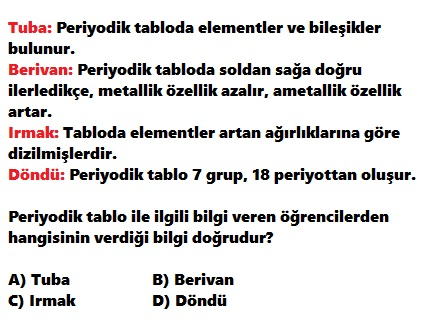 Tuba: Periyodik tabloda elementler ve bileşikler
bulunur.
Berivan: Periyodik tabloda soldan sağa doğru
ilerledikçe, metallik özellik azalır, ametallik özellik
artar.
Irmak: Tabloda elementler artan ağırlıklarına göre
dizilmişlerdir.
Döndü: Periyodik tablo 7 grup, 18 periyottan oluşur.
Periyodik tablo ile ilgili bilgi veren öğrencilerden
hangisinin verdiği bilgi doğrudur?
A) Tuba B) Berivan
C) Irmak D) Döndü